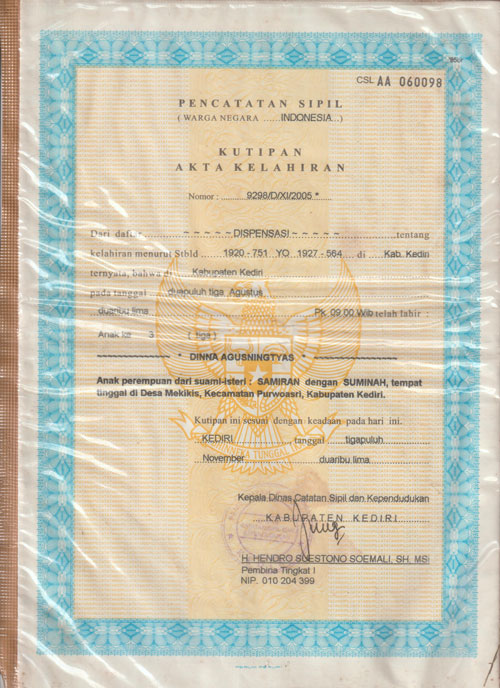 CSL AA 060098
PENCATATAN SIPIL
( WARGA NEGARA ......INDONESIA...)
KUTIPAN
AKTA KELAHIRAN
Nomor : ..........9298/D/XI/2005 *
Dari daftar ~ ~ ~ ~ ~ DISPENSASI ~ ~ ~ ~ ~ tentang
kelahiran menurut Stbld 1920 - 751 YO 1927 - 564 di Kab. Kediri
ternyata, bahwa di Kabupaten Kediri
pada tanggal duapuluh tiga Agustus
duaribu lima Pk 09.00 Wib telah lahir :
Anak ke 3 ( tiga )
* DINNA AGUSNINGTYAS *
Anak perempuan dari suami-isteri : SAMIRAN dengan SUMINAH, tempat
tinggal di Desa Mekikis, Kecamatan Purwoasri, Kabupaten Kediri.
Kutipan ini sesuai dengan keadaan pada hari ini.
KEDIRI, tanggal tigapuluh
November duaribu lima
Kepala Dinas Catatan Sipil dan Kependudukan
KABUPATEN KEDIRI
H. HENDRO SUESTONO SOEMALI, SH. MSi
Pembina Tingkat I
NIP. 010 204 399